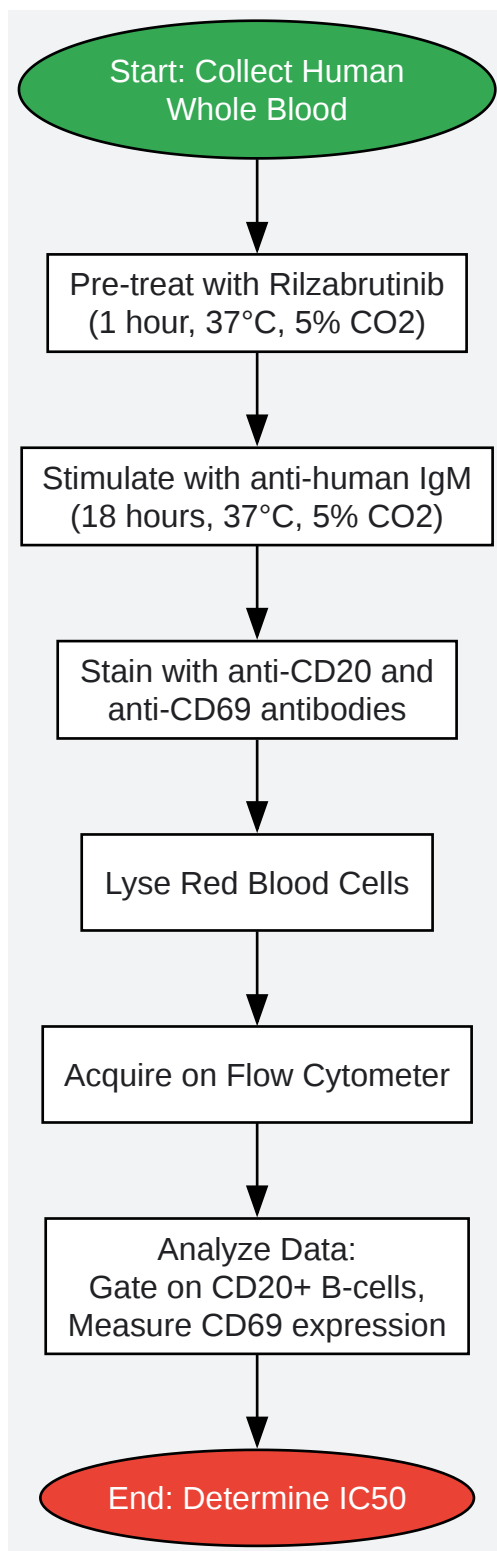 Start: Collect Human
Whole Blood
Pre-treat with Rilzabrutinib
(1 hour, 37°C, 5% CO2)
Stimulate with anti-human IgM
(18 hours, 37°C, 5% CO2)
Stain with anti-CD20 and
anti-CD69 antibodies
Lyse Red Blood Cells
Acquire on Flow Cytometer
Analyze Data:
Gate on CD20+ B-cells,
Measure CD69 expression
End: Determine IC50